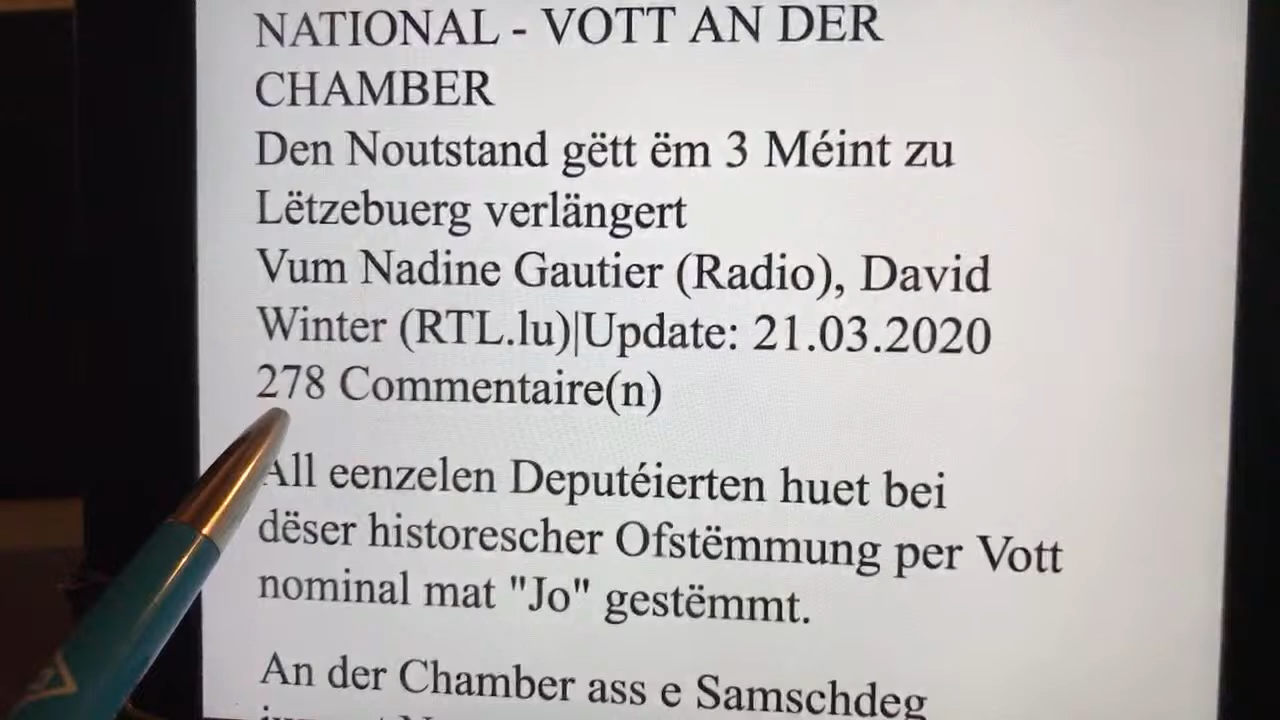 NATIONAL - VOTT AN DER
CHAMBER
Den Noutstand gëtt ëm 3 Méint zu
Lëtzebuerg verlängert
Vum Nadine Gautier (Radio), David
Winter (RTL.lu)|Update: 21.03.2020
278 Commentaire(n)
All eenzelen Deputéierten huet bei
dëser historescher Ofstëmmung per Vott
nominal mat "Jo" gestëmmt.
An der Chamber ass e Samschdeg